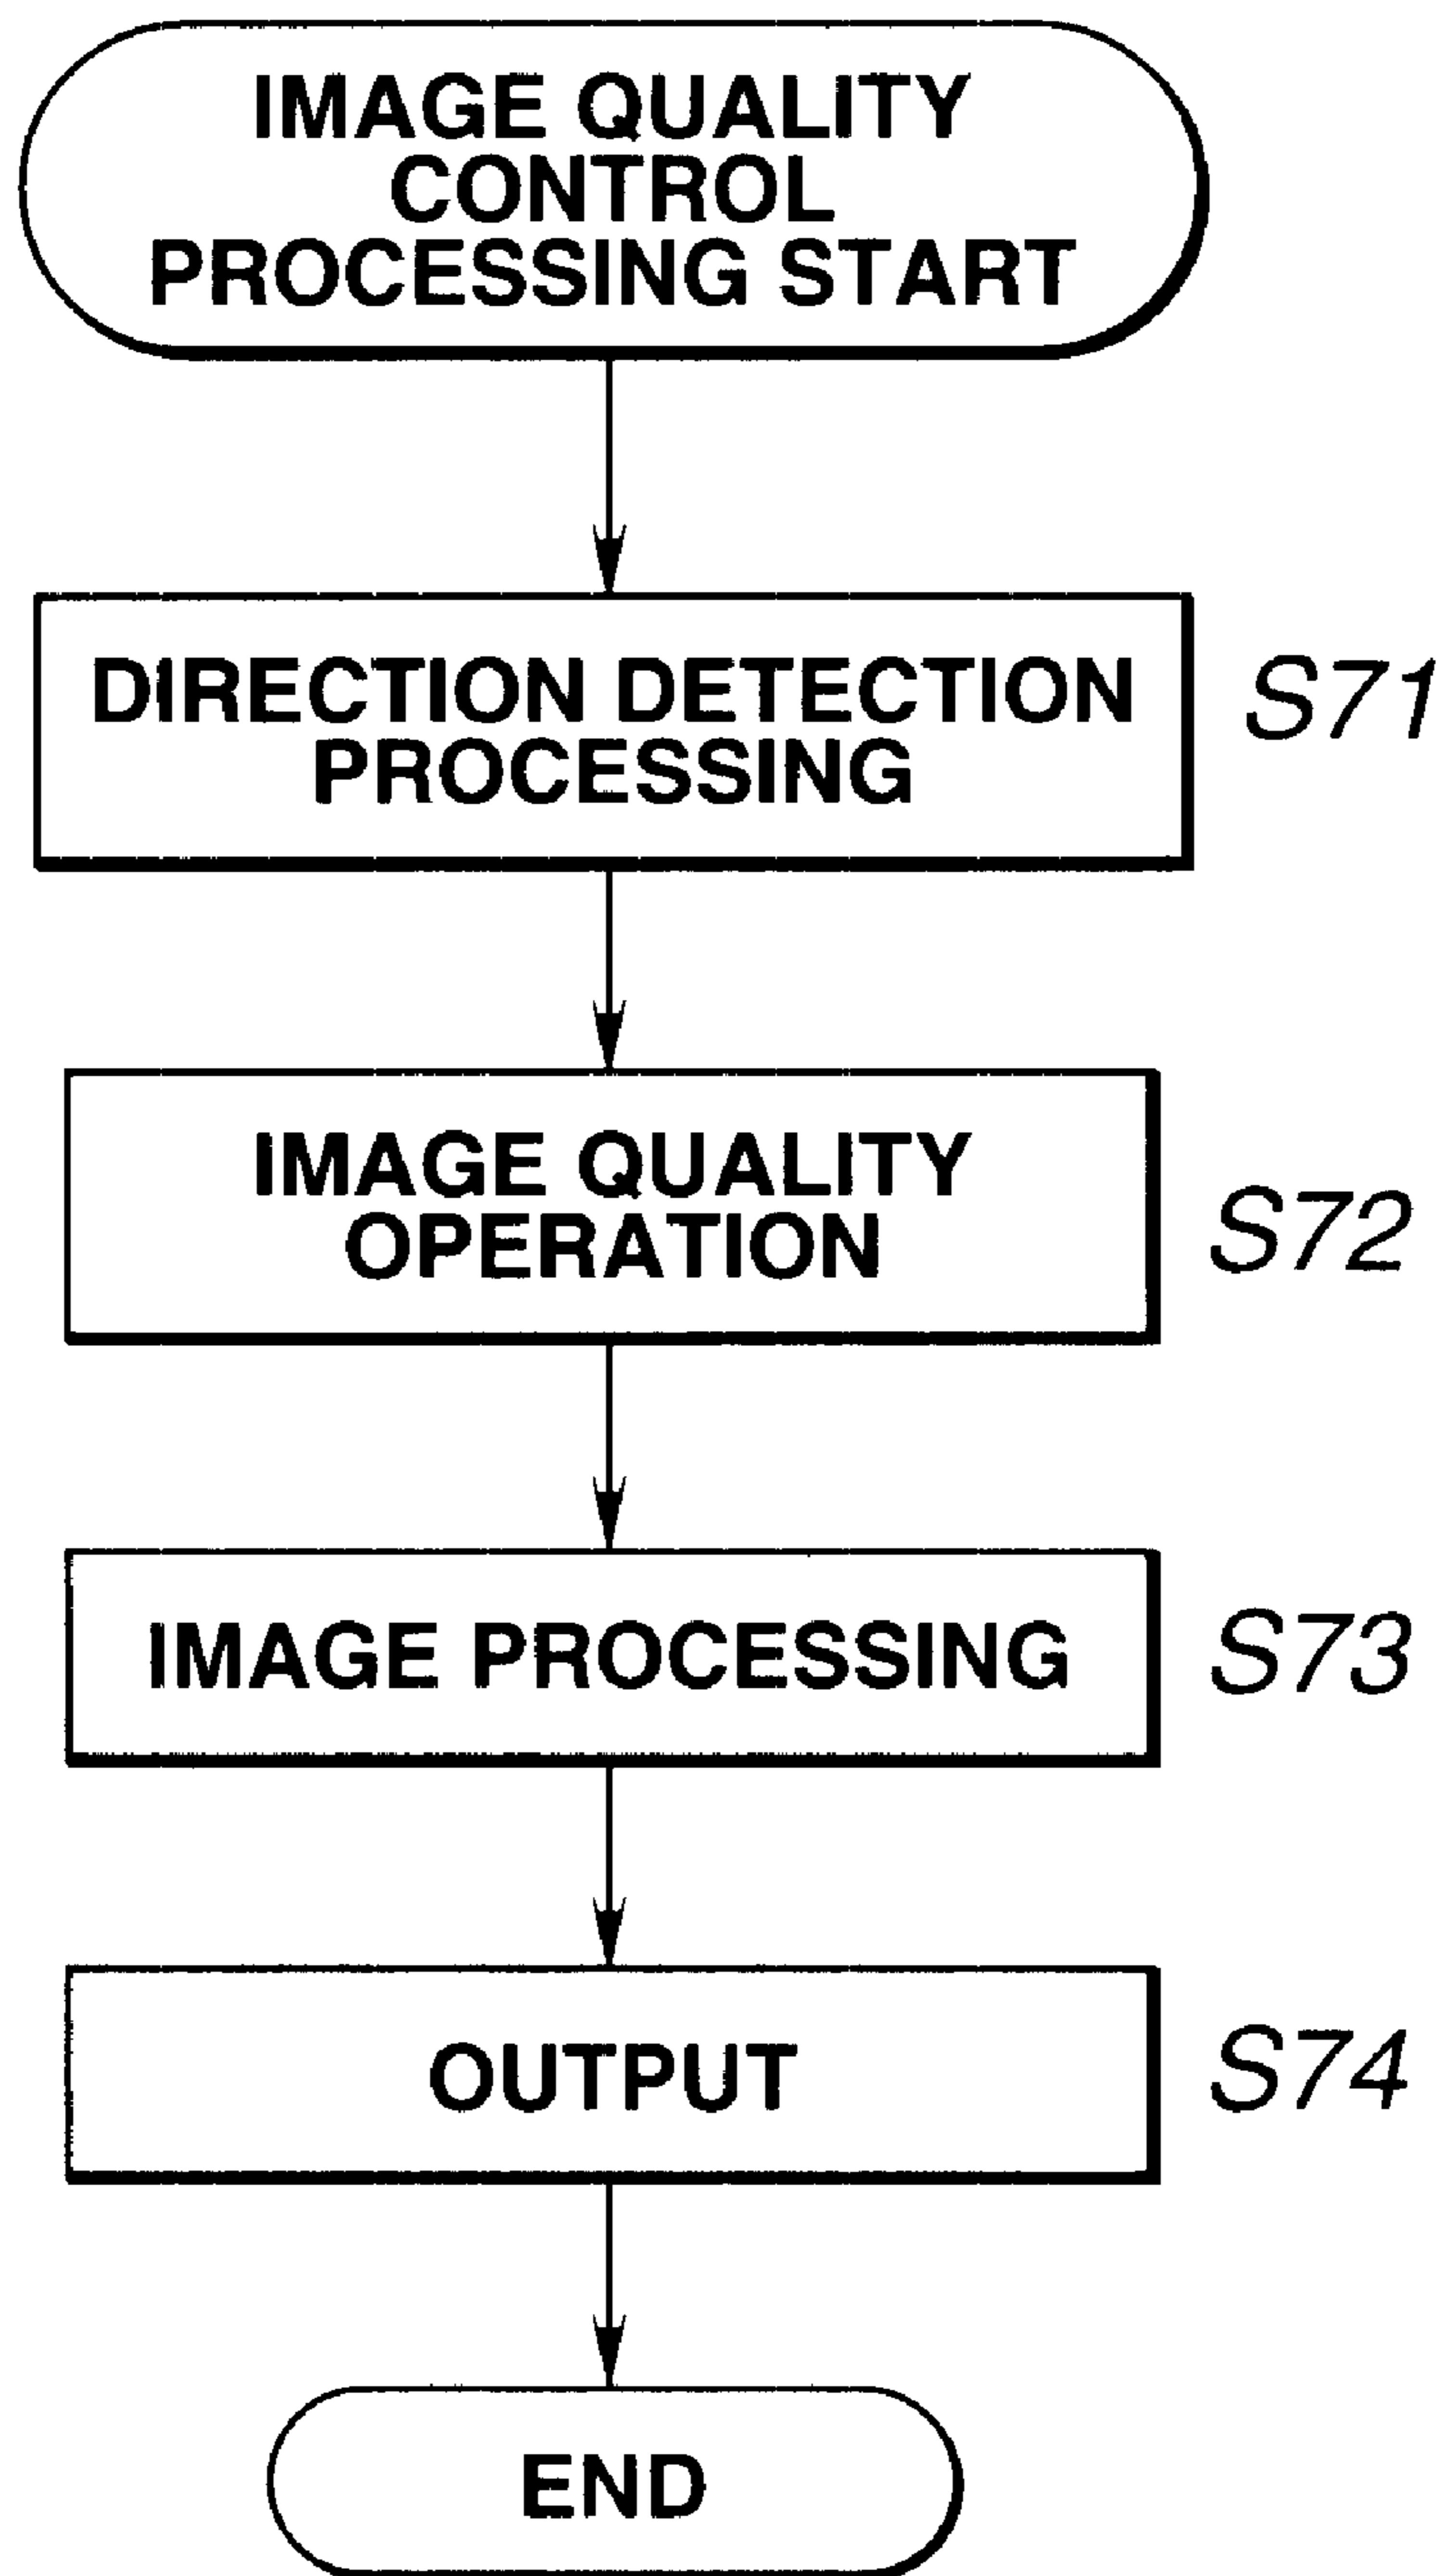 IMAGE QUALITY
CONTROL
PROCESSING START
DIRECTION DETECTION
PROCESSING
S71
IMAGE QUALITY
OPERATION
S72
IMAGE PROCESSING
S73
OUTPUT
S74
END